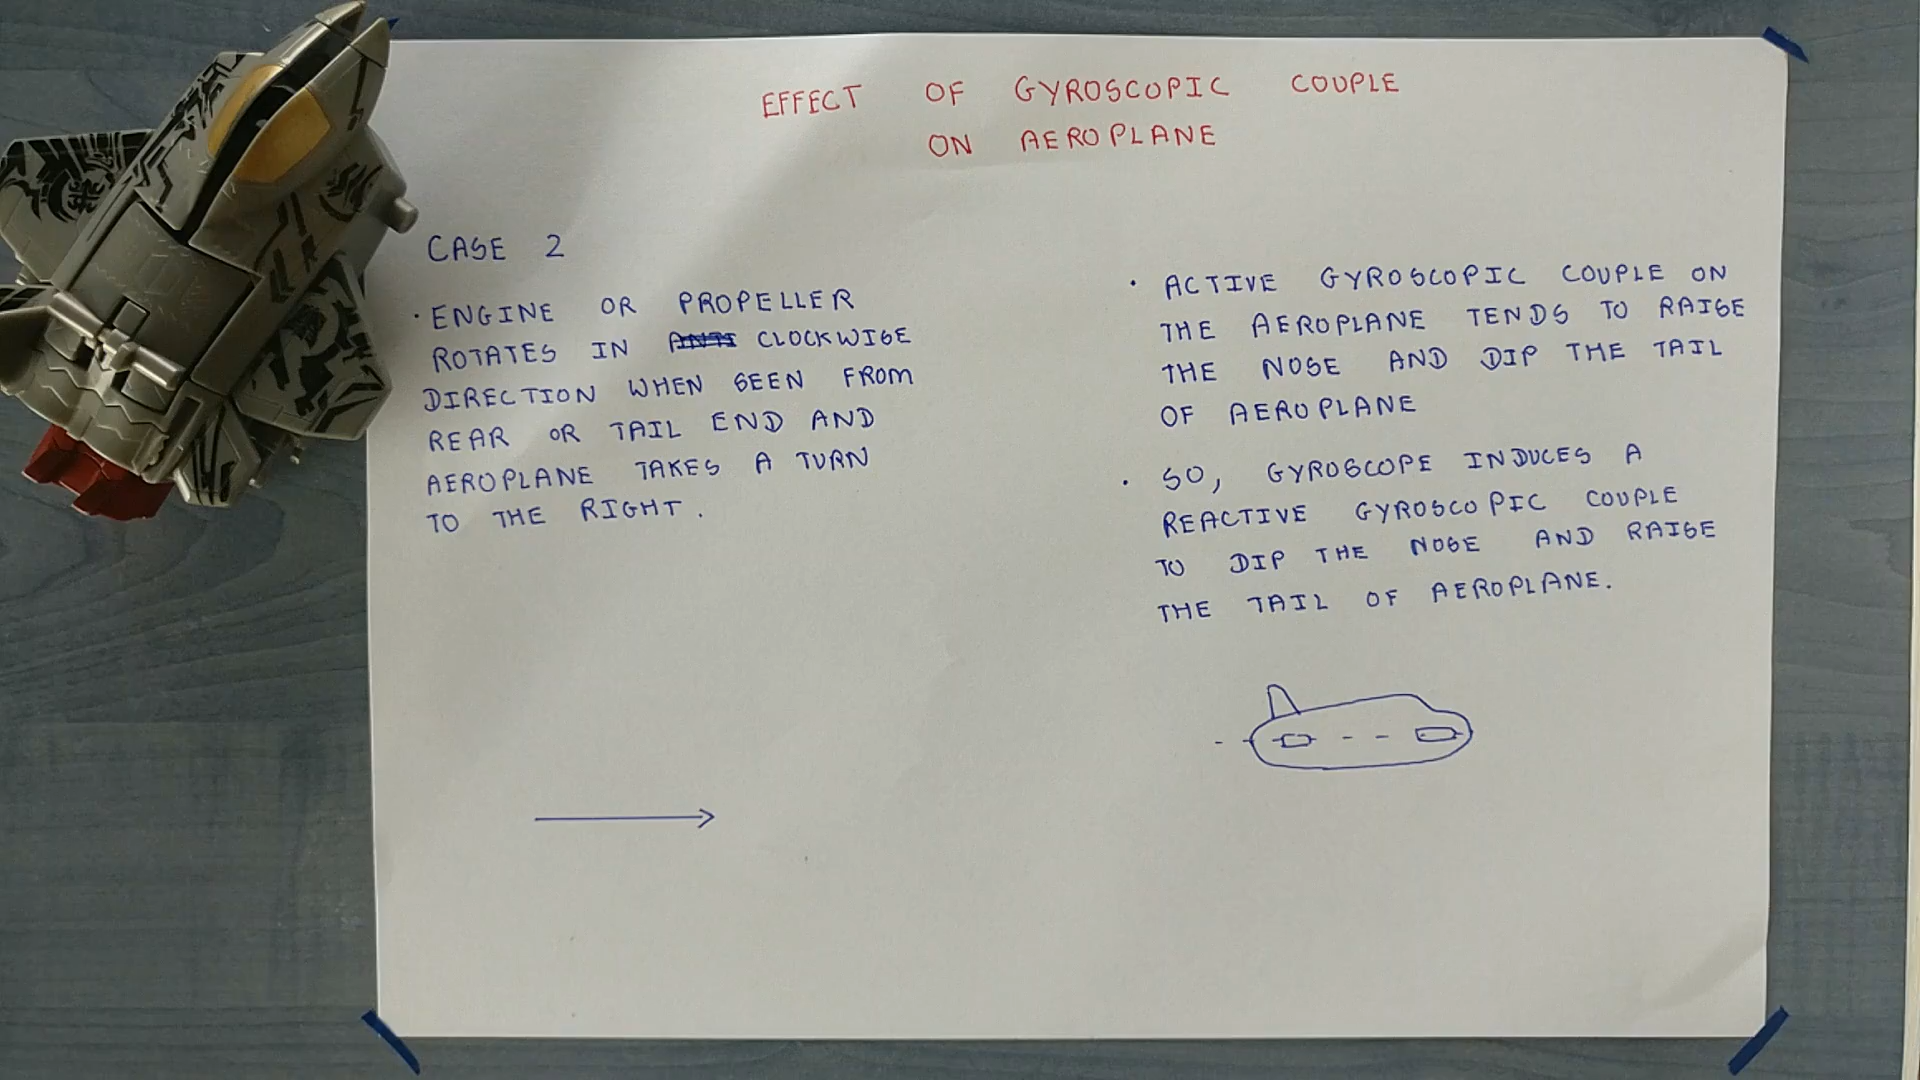 EFFECT OF GYROSCOPIC COUPLE
ON AEROPLANE
CASE 2
· ENGINE OR PROPELLER
ROTATES IN CLOCKWISE
DIRECTION WHEN SEEN FROM
REAR OR TAIL END AND
AEROPLANE TAKES A TURN
TO THE RIGHT.
· ACTIVE GYROSCOPIC COUPLE ON
THE AEROPLANE TENDS TO RAISE
THE NOSE AND DIP THE TAIL
OF AEROPLANE
· SO, GYROSCOPE INDUCES A
REACTIVE GYROSCOPIC COUPLE
TO DIP THE NOSE AND RAISE
THE TAIL OF AEROPLANE.